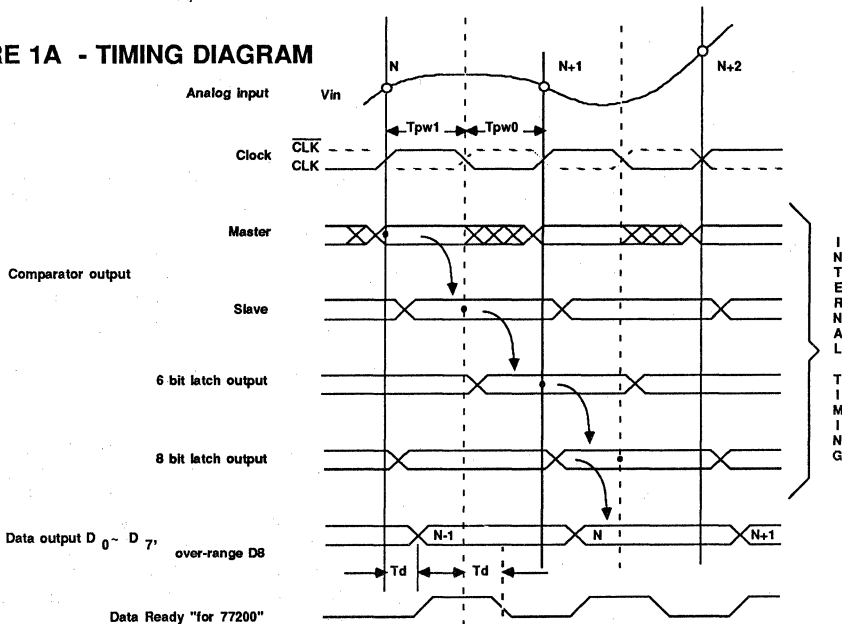 RE 1A - TIMING DIAGRAM
N
N+1
N+2
Analog input Vin
Tpw1 Tpw0
CLK
Clock
CLK
Master
Comparator output
Slave
6 bit latch output
8 bit latch output
INTERNAL TIMING
Data output D 0~ D 7,
over-range D8
N-1 N N+1
Td Td
Data Ready "for 77200"